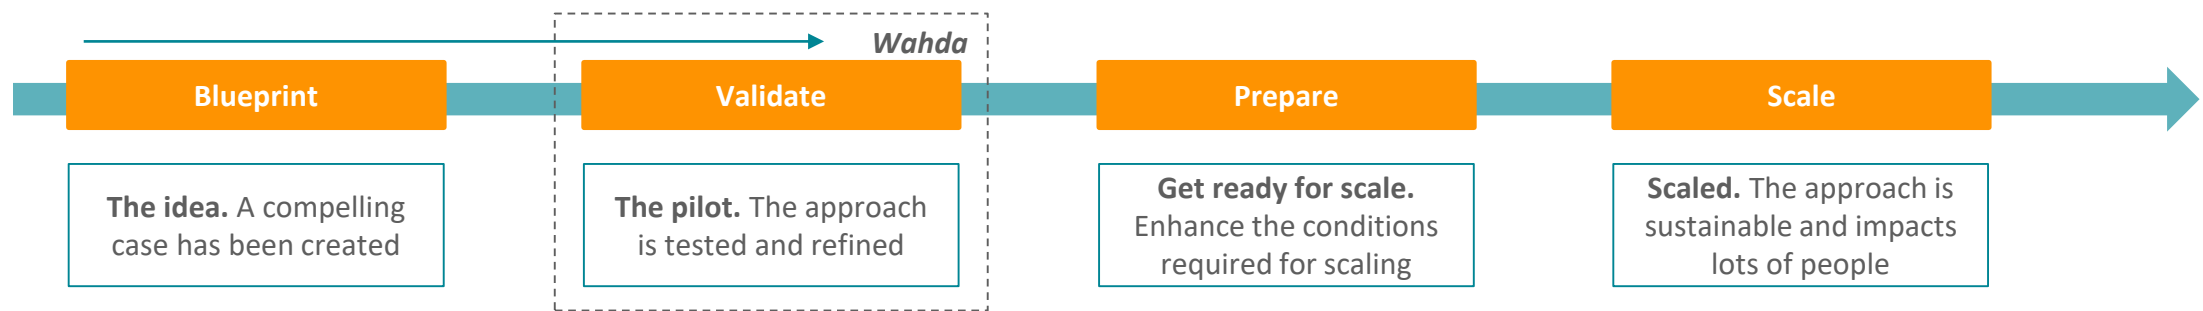 Wahda
Blueprint
Validate
Prepare
Scale
The idea. A compelling
case has been created
The pilot. The approach
is tested and refined
Get ready for scale.
Enhance the conditions
required for scaling
Scaled. The approach is
sustainable and impacts
lots of people